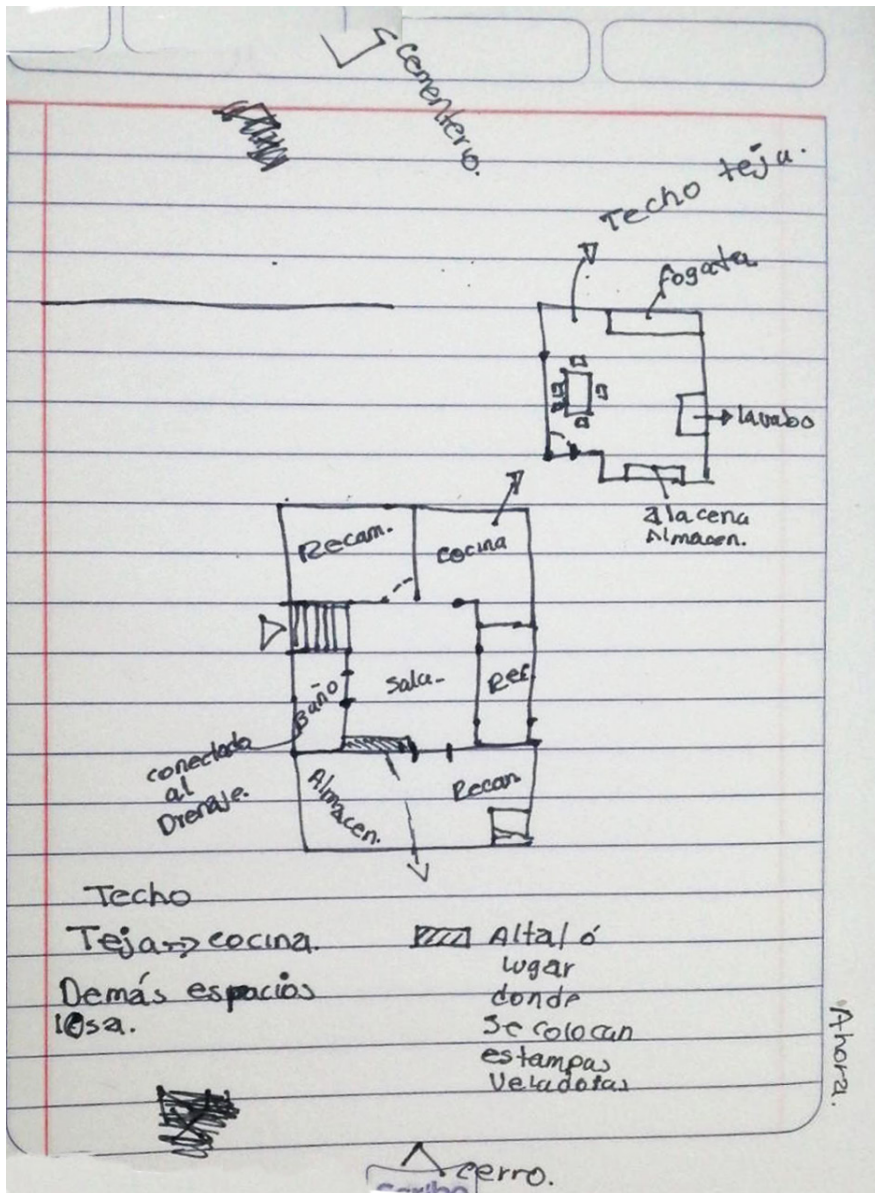 cementerio.
Techo teja.
fogata
lavabo
alacena
Almacen.
Recam.
cocina
Sala-
Ref
Baño
conectado
al
Drenaje.
Almacen.
Recam
Techo
Teja => cocina.
Demás espacios
losa.
Altal ó
lugar
donde
Se colocan
estampas
Veladoras
Ahora.
cerro.